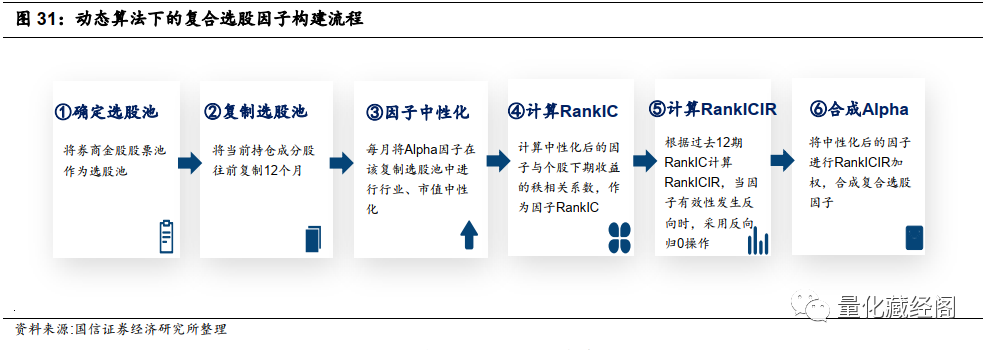 图 31：动态算法下的复合选股因子构建流程
①确定选股池
将券商金股股票池
作为选股池
②复制选股池
将当前持仓成分股
往前复制12个月
③因子中性化
每月将Alpha因子在
该复制选股池中进
行行业、市值中性
化
④计算RankIC
计算中性化后的因
子与个股下期收益
的秩相关系数，作
为因子RankIC
⑤计算RankICIR
根据过去12期
RankIC计算
RankICIR，当因
子有效性发生反
向时，采用反向
归0操作
⑥合成Alpha
将中性化后的因子
进行RankICIR加
权，合成复合选股
因子
量化藏经阁
资料来源:国信证券经济研究所整理